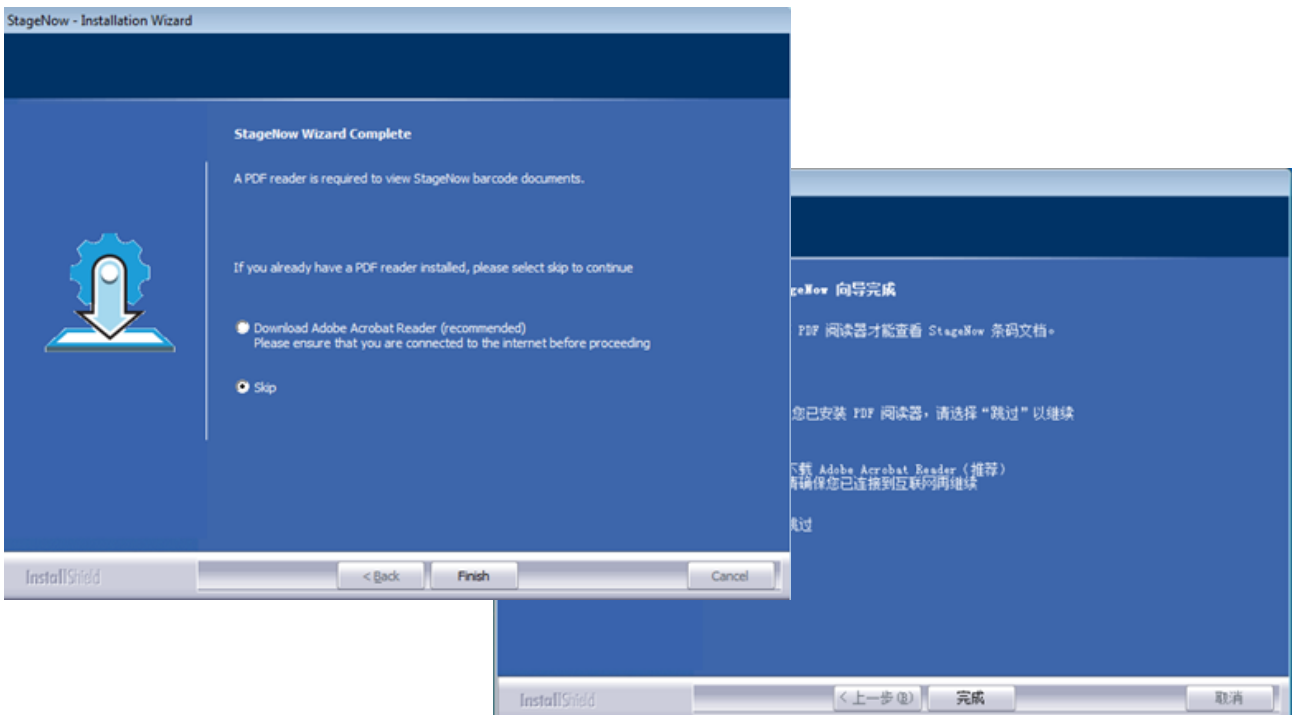 StageNow - Installation Wizard
StageNow Wizard Complete
A PDF reader is required to view StageNow barcode documents.
If you already have a PDF reader installed, please select skip to continue
Download Adobe Acrobat Reader (recommended)
Please ensure that you are connected to the internet before proceeding
Skip
InstallShield
< Back
Finish
Cancel
geNow 向导完成
PDF 阅读器才能查看 StageNow 条码文档。
您已安装 PDF 阅读器，请选择“跳过”以继续
下载 Adobe Acrobat Reader（推荐）
请确保您已连接到互联网再继续
跳过
InstallShield
<上一步(B)
完成
取消